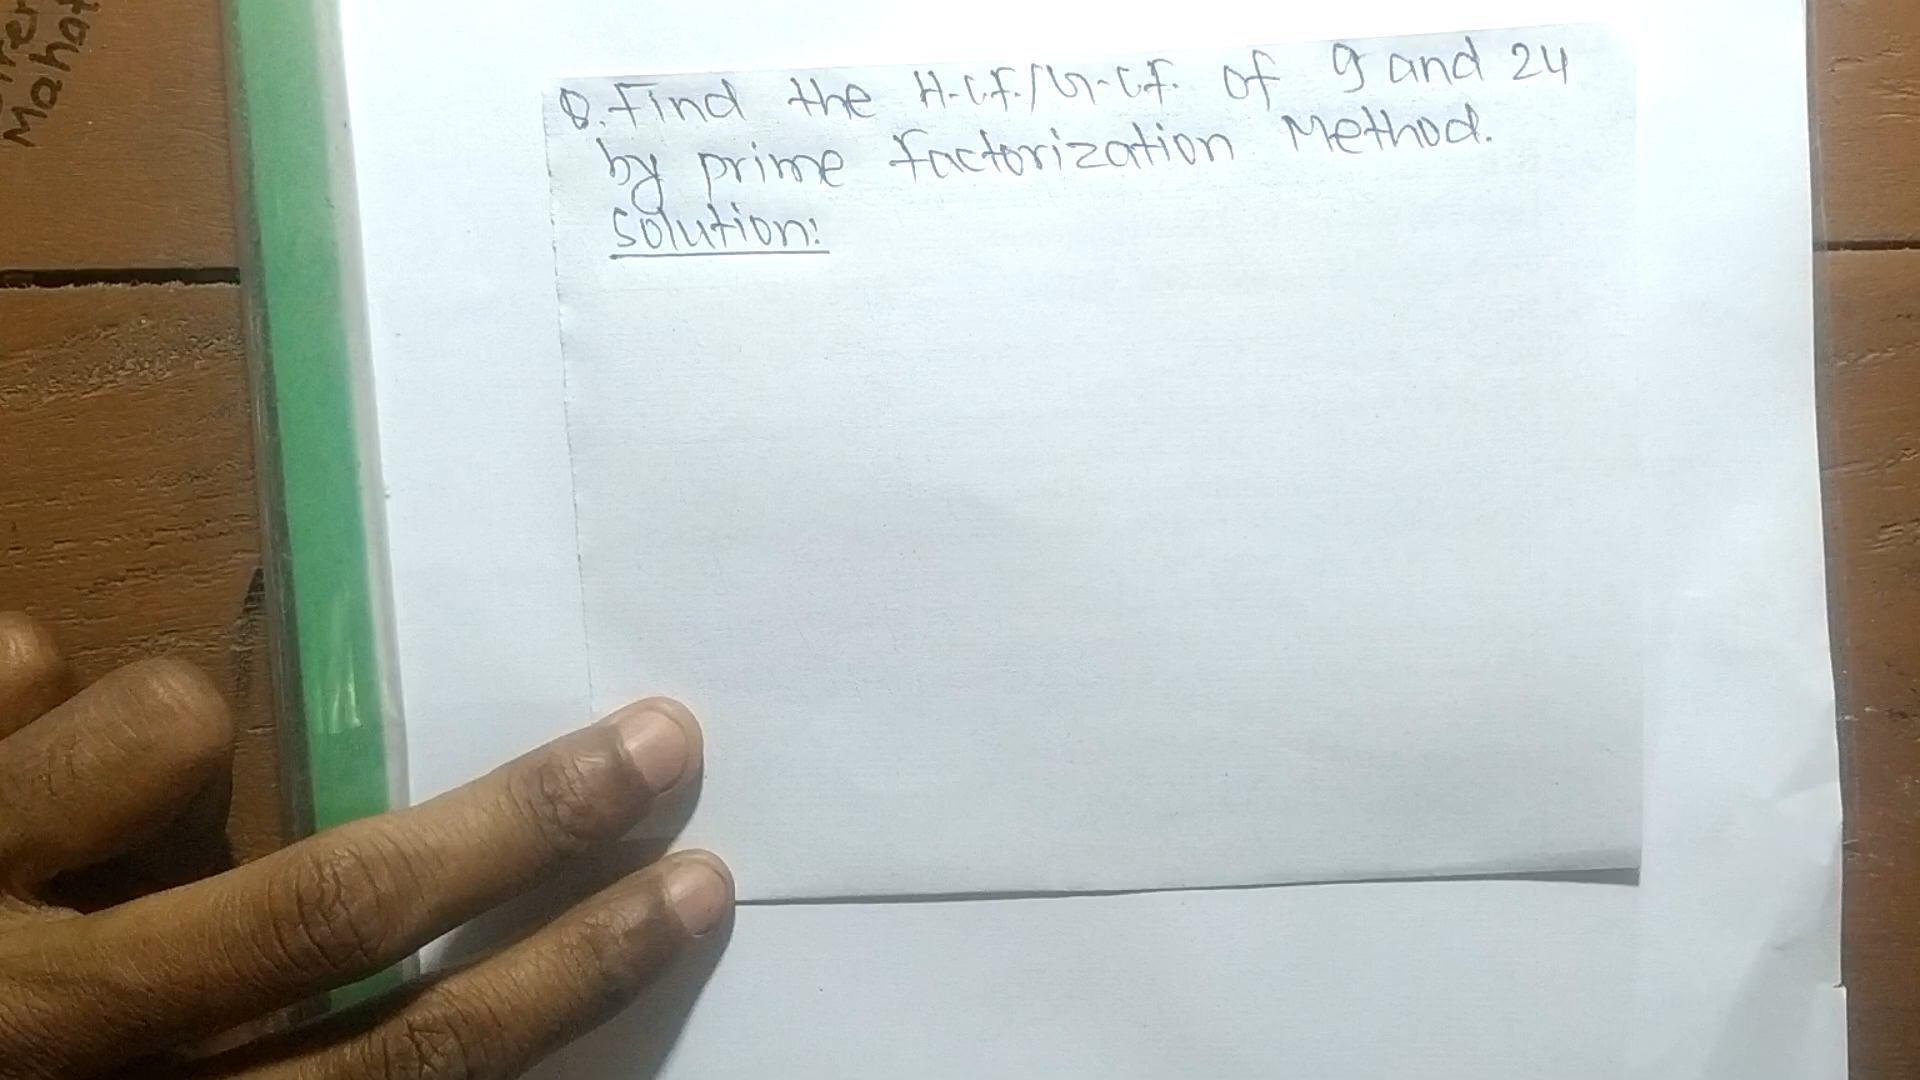 Q. Find the H.C.F./G.C.F. of 9 and 24
by prime factorization Method.
Solution: